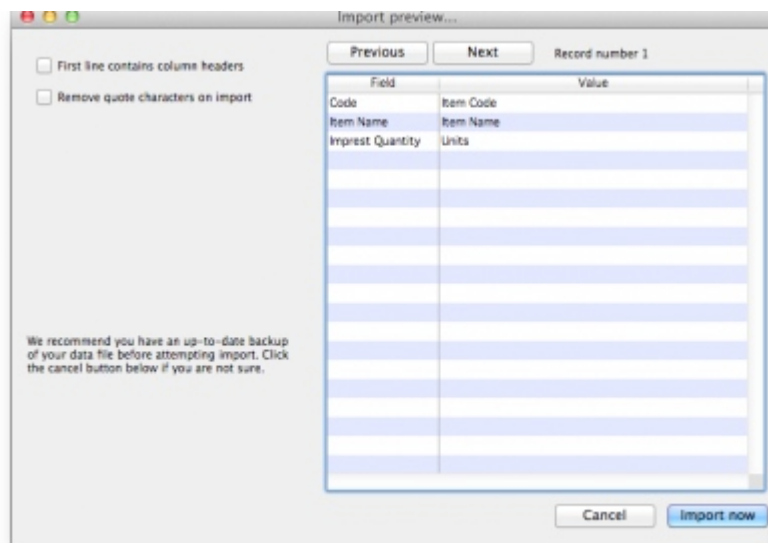 Import preview...
First line contains column headers
Remove quote characters on import
Previous Next Record number 1
Field Value
Code Item Code
Item Name Item Name
Imprest Quantity Units
We recommend you have an up-to-date backup
of your data file before attempting import. Click
the cancel button below if you are not sure.
Cancel Import now